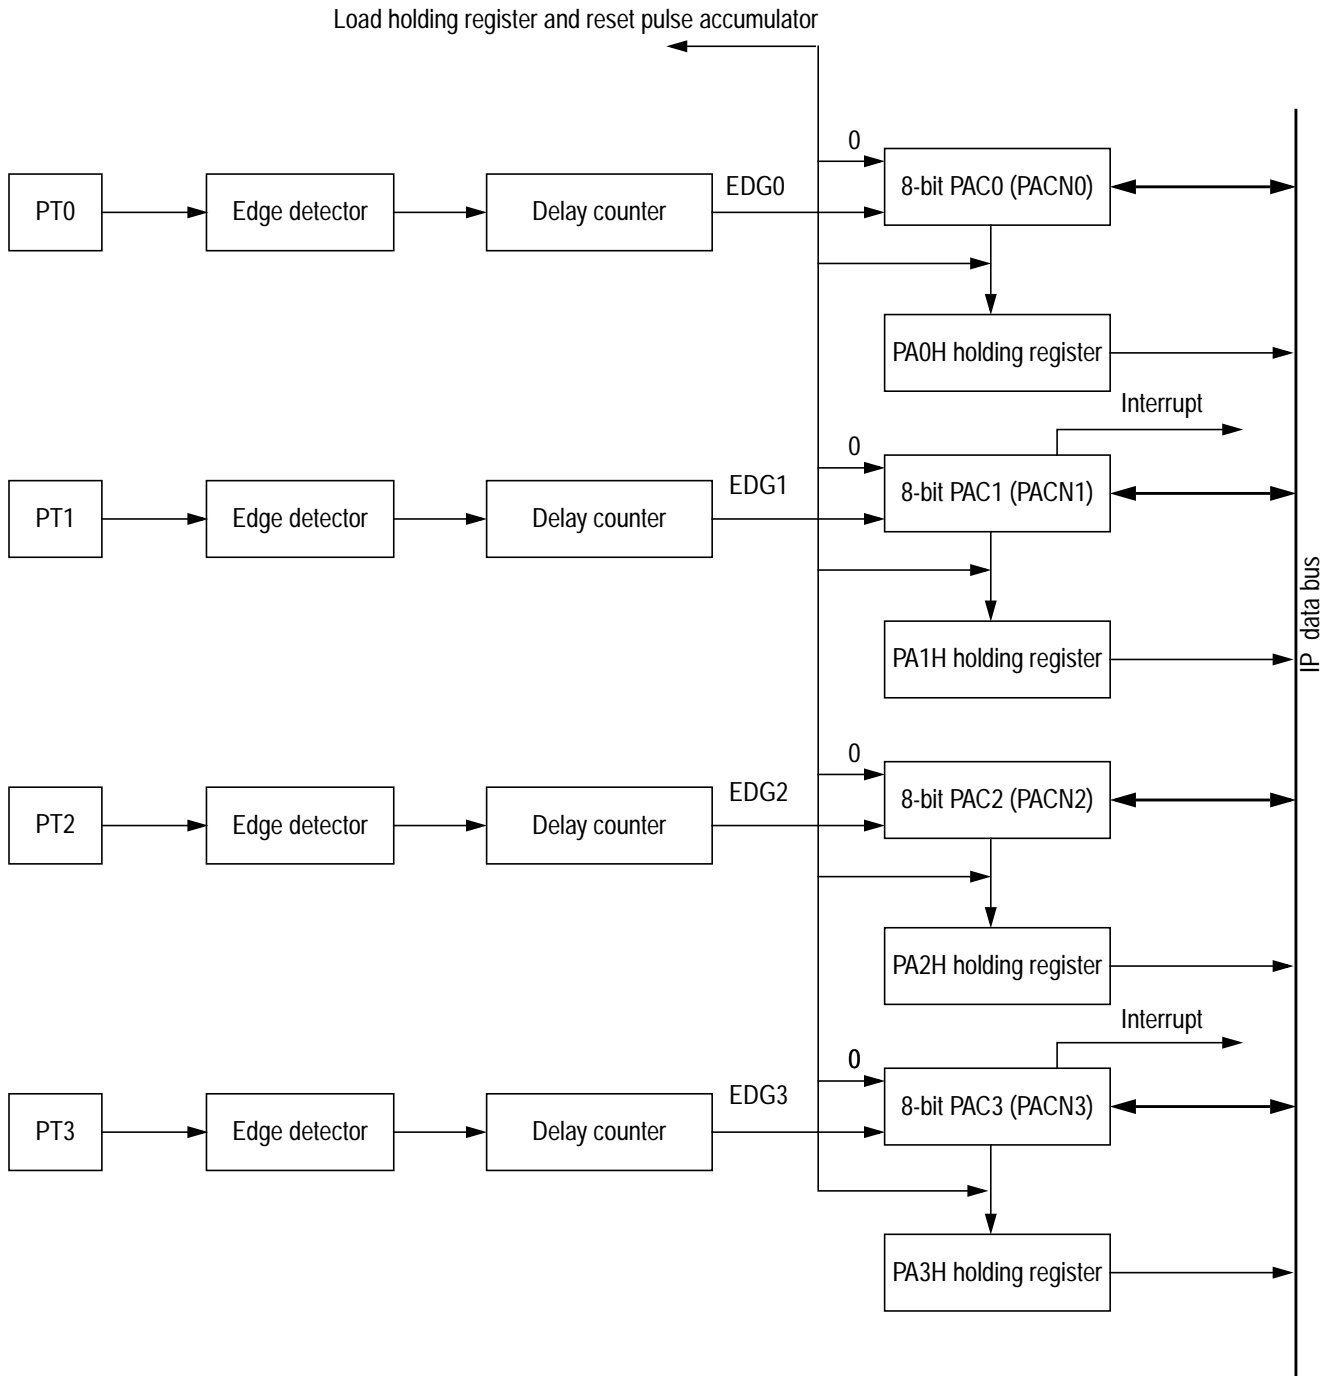 Load holding register and reset pulse accumulator
0
PT0
Edge detector
Delay counter
EDG0
8-bit PAC0 (PACN0)
PA0H holding register
Interrupt
0
PT1
Edge detector
Delay counter
EDG1
8-bit PAC1 (PACN1)
PA1H holding register
IP data bus
0
PT2
Edge detector
Delay counter
EDG2
8-bit PAC2 (PACN2)
PA2H holding register
Interrupt
0
PT3
Edge detector
Delay counter
EDG3
8-bit PAC3 (PACN3)
PA3H holding register